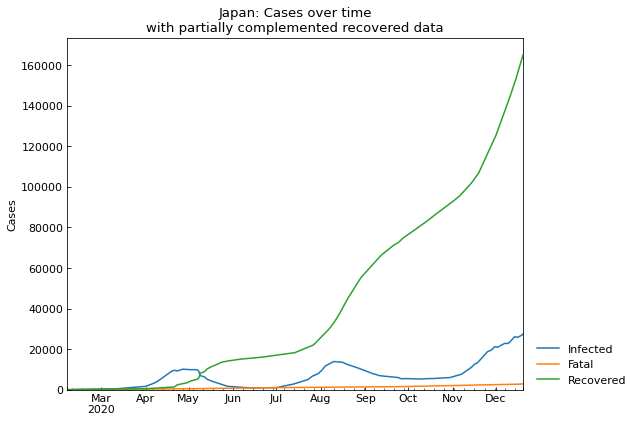 Japan: Cases over time
with partially complemented recovered data
160000
140000
120000
100000
80000
60000
40000
20000
0
Cases
Mar Apr May Jun Jul Aug Sep Oct Nov Dec
2020
Infected
Fatal
Recovered